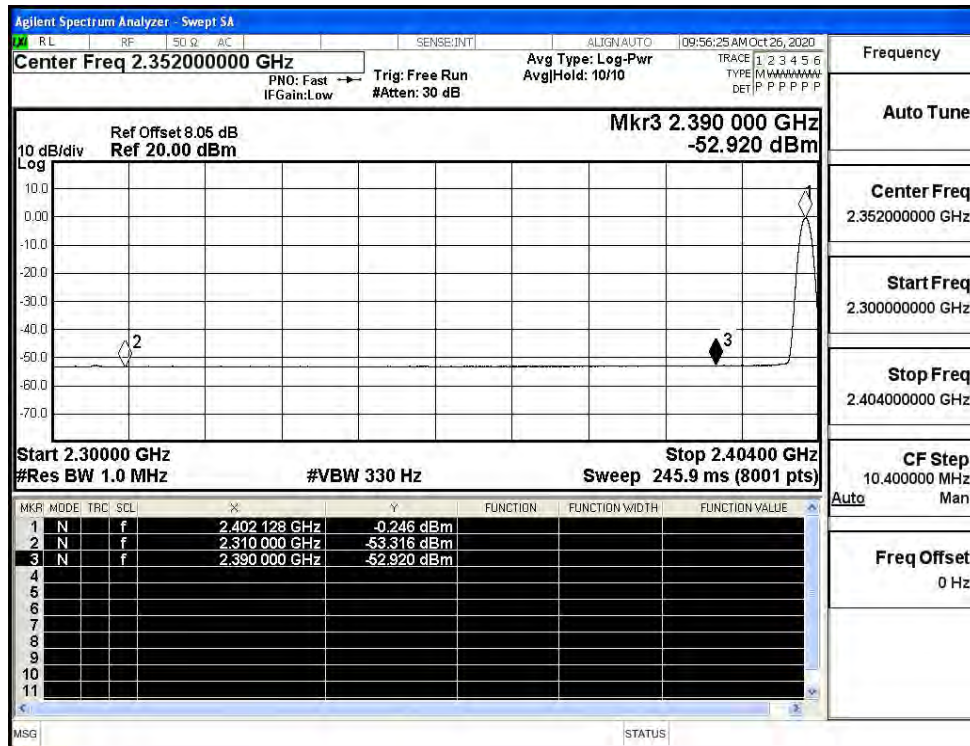 Agilent Spectrum Analyzer - Swept SA
LXI RL RF 50 Ω AC SENSE:INT ALIGNAUTO 09:56:25 AM Oct 26, 2020
Center Freq 2.352000000 GHz
PNO: Fast
IFGain:Low
Trig: Free Run
#Atten: 30 dB
Avg Type: Log-Pwr
Avg|Hold: 10/10
TRACE 1 2 3 4 5 6
TYPE M WWWWW
DET P P P P P P
Ref Offset 8.05 dB
Mkr3 2.390 000 GHz
10 dB/div Ref 20.00 dBm -52.920 dBm
Log
1
10.0
0.00
-10.0
-20.0
-30.0
-40.0
2
3
-50.0
-60.0
-70.0
Start 2.30000 GHz Stop 2.40400 GHz
#Res BW 1.0 MHz #VBW 330 Hz Sweep 245.9 ms (8001 pts)
MKR MODE TRC SCL X Y FUNCTION FUNCTION WIDTH FUNCTION VALUE
1 N f 2.402 128 GHz -0.246 dBm
2 N f 2.310 000 GHz -53.316 dBm
3 N f 2.390 000 GHz -52.920 dBm
4
5
6
7
8
9
10
11
MSG STATUS
Frequency
Auto Tune
Center Freq
2.352000000 GHz
Start Freq
2.300000000 GHz
Stop Freq
2.404000000 GHz
CF Step
10.400000 MHz
Auto Man
Freq Offset
0 Hz